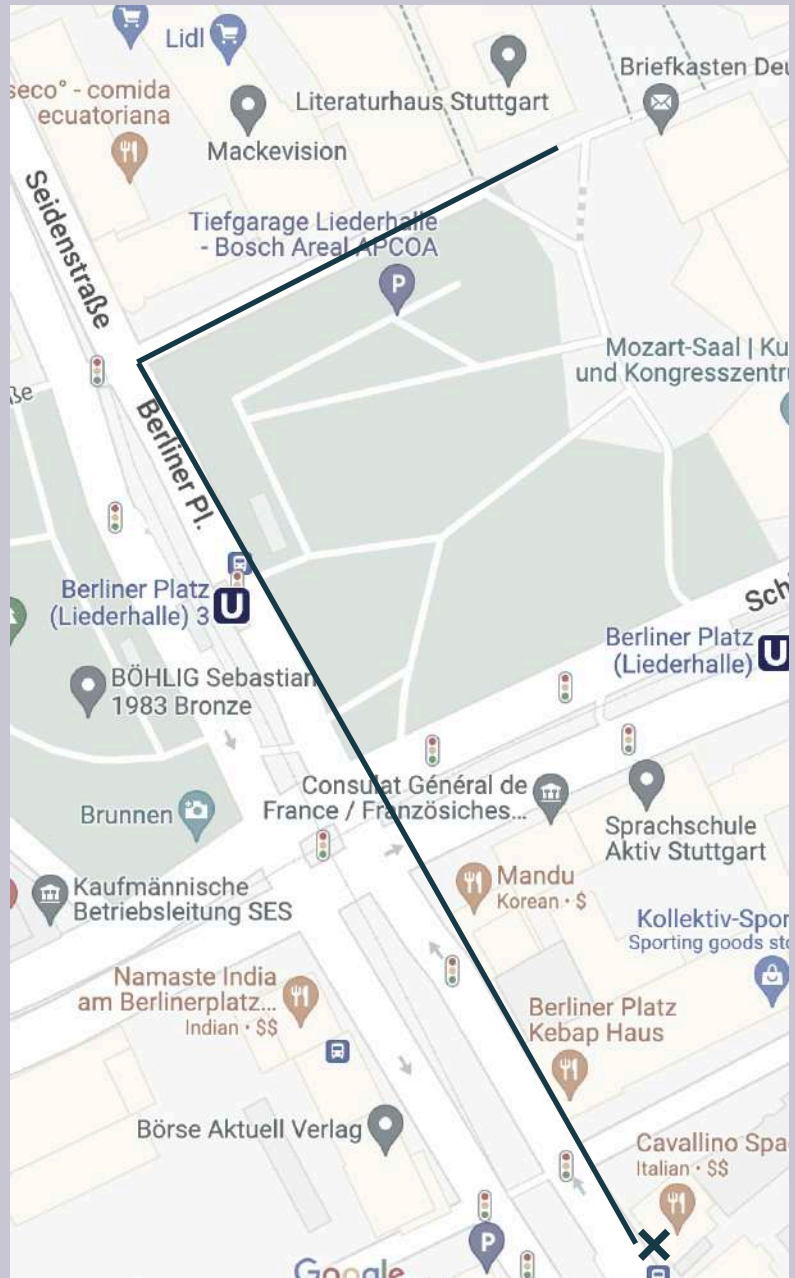 Lidl
seco° - comida
ecuatoriana
Literaturhaus Stuttgart
Briefkasten Deu
Mackevision
Seidenstraße
Tiefgarage Liederhalle
- Bosch Areal APCOA
P
Mozart-Saal | Ku
und Kongresszentr
ße
Berliner Pl.
Berliner Platz
(Liederhalle) 3
U
Sch
Berliner Platz
(Liederhalle)
U
BÖHLIG Sebastian
1983 Bronze
Consulat Général de
France / Französiches...
Brunnen
Sprachschule
Aktiv Stuttgart
Mandu
Korean · $
Kaufmännische
Betriebsleitung SES
Kollektiv-Spor
Sporting goods sto
Namaste India
am Berlinerplatz...
Indian · $$
Berliner Platz
Kebap Haus
Börse Aktuell Verlag
Cavallino Spa
Italian · $$
P
Google